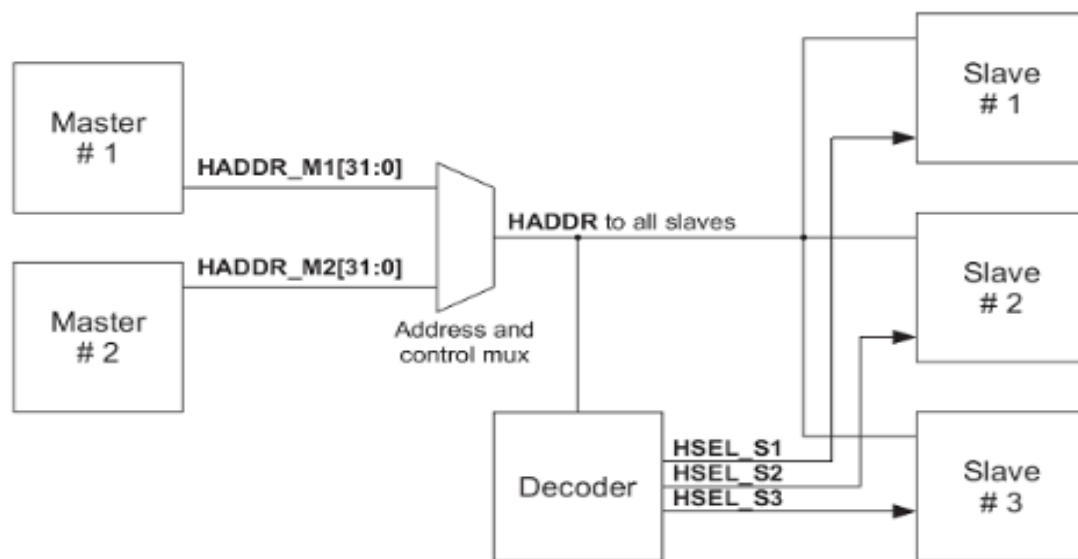 Master
# 1
HADDR_M1[31:0]
HADDR_M2[31:0]
Master
# 2
Address and
control mux
HADDR to all slaves
Decoder
HSEL_S1
HSEL_S2
HSEL_S3
Slave
# 1
Slave
# 2
Slave
# 3